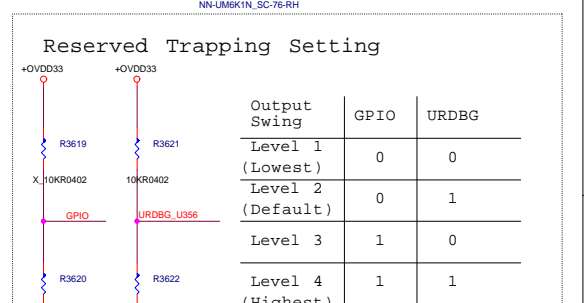 NN-UM6K1N_SC-76-RH
Reserved Trapping Setting
+OVDD33 +OVDD33
R3619 R3621
X_10KR0402 10KR0402
GPIO URDBG_U356
R3620 R3622
Output Swing GPIO URDBG
Level 1 (Lowest) 0 0
Level 2 (Default) 0 1
Level 3 1 0
Level 4 (Highest) 1 1